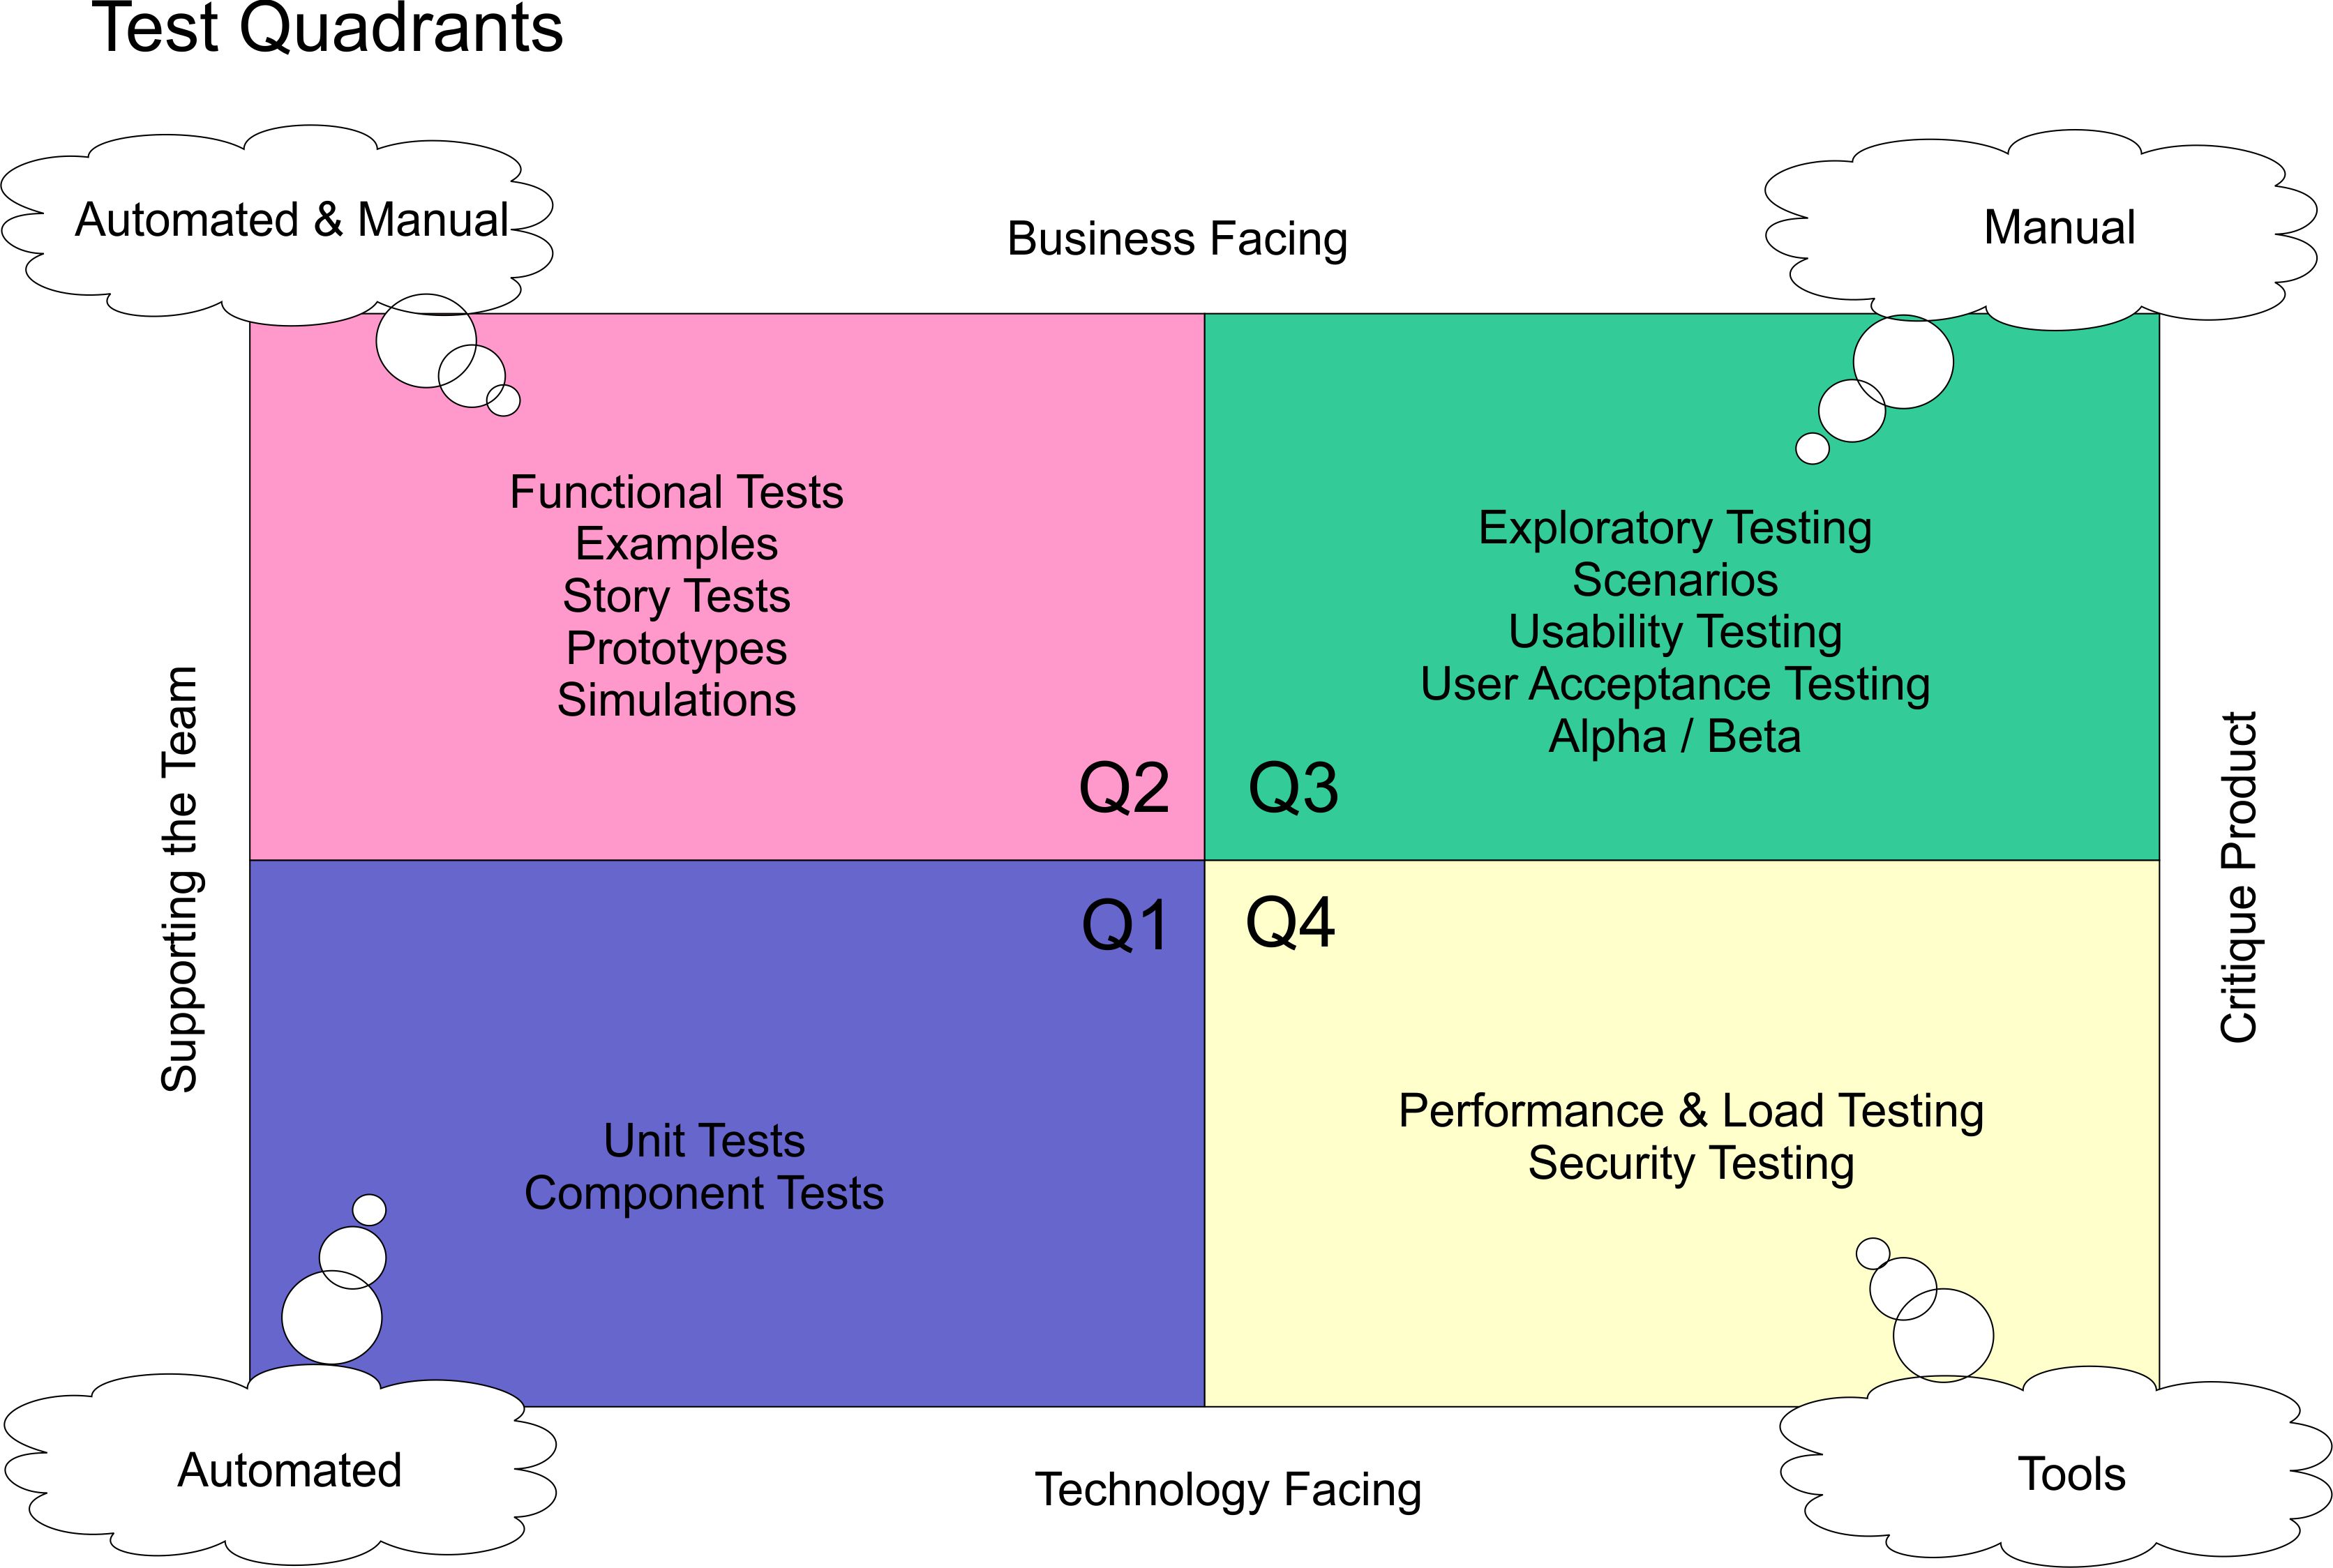 Test Quadrants
Automated & Manual
Business Facing
Manual
Functional Tests
Examples
Story Tests
Prototypes
Simulations
Q2
Exploratory Testing
Scenarios
Usability Testing
User Acceptance Testing
Alpha / Beta
Q3
Supporting the Team
Critique Product
Q1
Unit Tests
Component Tests
Q4
Performance & Load Testing
Security Testing
Automated
Technology Facing
Tools